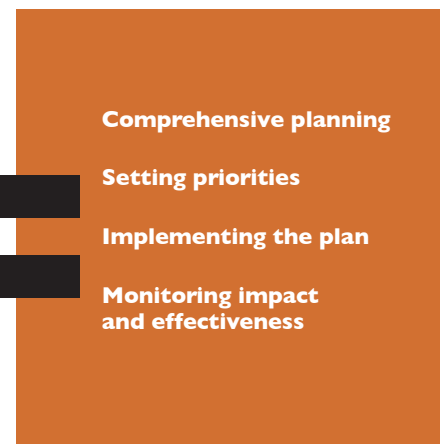 Comprehensive planning
Setting priorities
Implementing the plan
Monitoring impact
and effectiveness